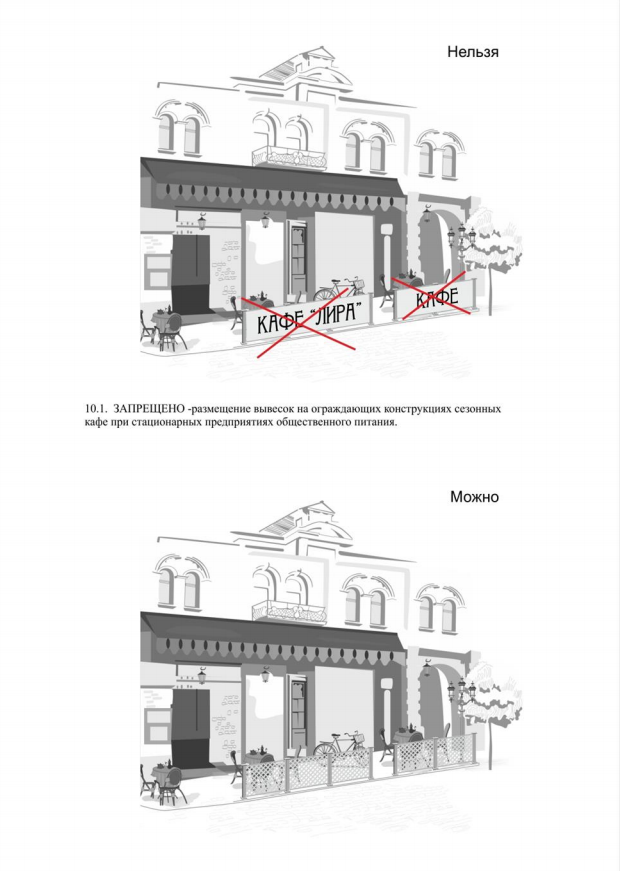 Нельзя
КАФЕ "ЛИРА"
КАФЕ
10.1. ЗАПРЕЩЕНО -размещение вывесок на ограждающих конструкциях сезонных
кафе при стационарных предприятиях общественного питания.
Можно